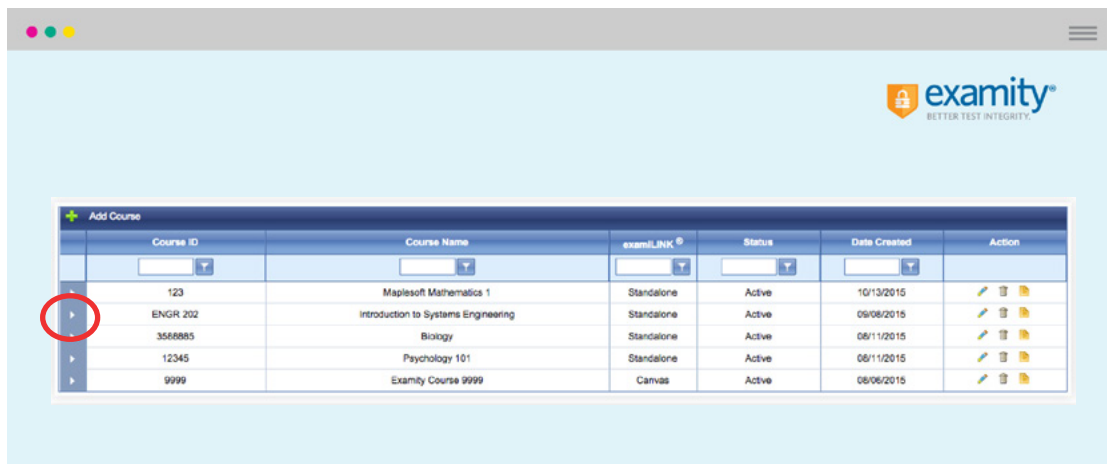 examity®
BETTER TEST INTEGRITY.
Add Course
Course ID Course Name examiLINK® Status Date Created Action
123 Maplesoft Mathematics 1 Standalone Active 10/13/2015
ENGR 202 Introduction to Systems Engineering Standalone Active 09/08/2015
3568885 Biology Standalone Active 08/11/2015
12345 Psychology 101 Standalone Active 08/11/2015
9999 Examity Course 9999 Canvas Active 08/06/2015